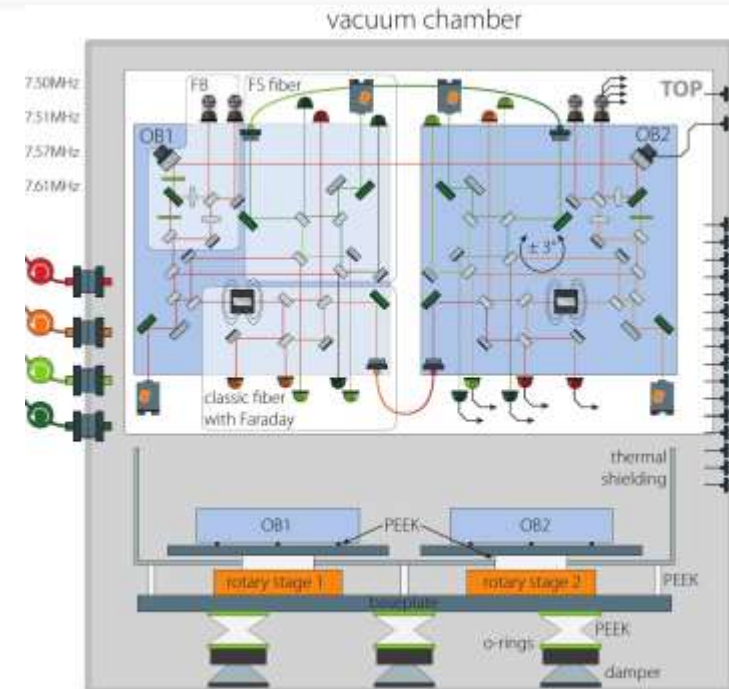 vacuum chamber
7.50MHz
7.51MHz
7.57MHz
7.61MHz
FB
FS fiber
TOP
OB1
OB2
± 3°
classic fiber
with Faraday
thermal
shielding
OB1
PEEK
OB2
rotary stage 1
rotary stage 2
PEEK
baseplate
o-rings
PEEK
damper